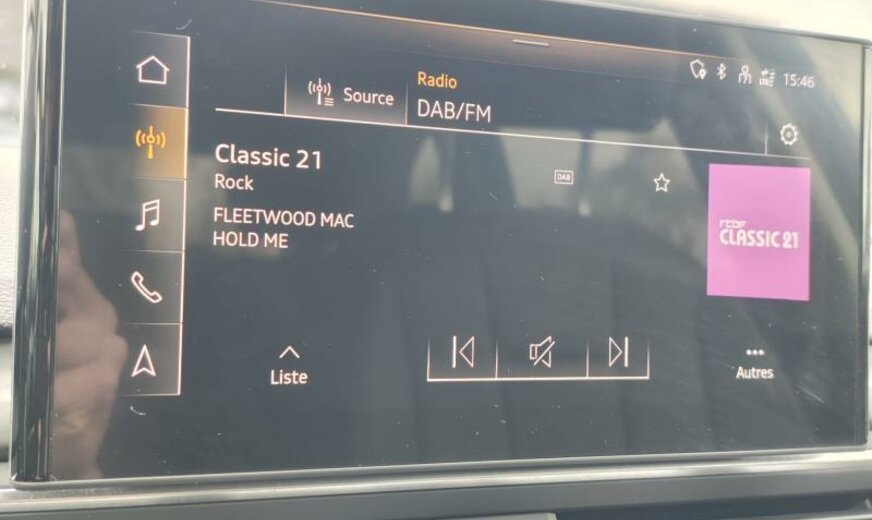 Radio
15:46
Source
DAB/FM
Classic 21
Rock
DAB
FLEETWOOD MAC
HOLD ME
rtbf
CLASSIC 21
Liste
Autres